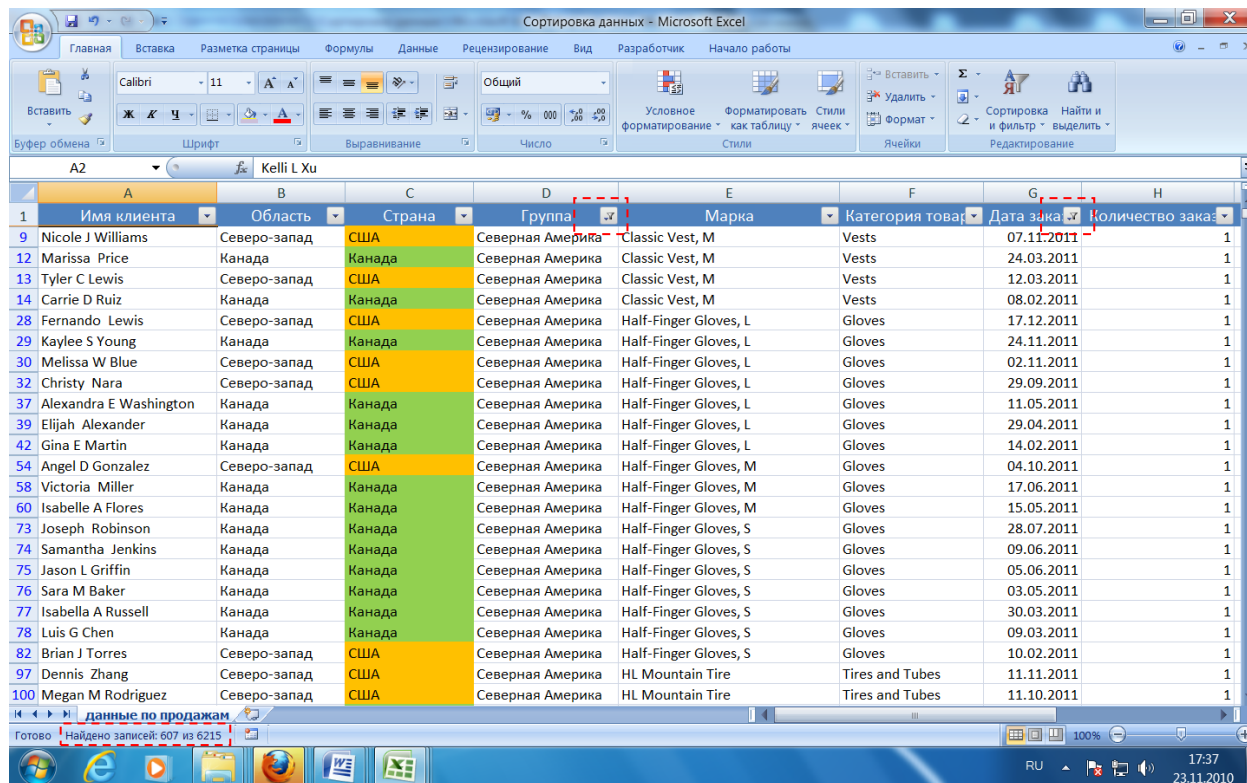 Сортировка данных - Microsoft Excel
Главная Вставка Разметка страницы Формулы Данные Рецензирование Вид Разработчик Начало работы
Вставить
Calibri 11
Ж К Ч
Общий
% 000
Условное форматирование
Форматировать как таблицу
Стили ячеек
Вставить
Удалить
Формат
Σ
Сортировка и фильтр
Найти и выделить
Буфер обмена Шрифт Выравнивание Число Стили Ячейки Редактирование
A2 fx Kelli L Xu
A B C D E F G H
1 Имя клиента Область Страна Группа Марка Категория товар Дата зака Количество заказ
9 Nicole J Williams Северо-запад США Северная Америка Classic Vest, M Vests 07.11.2011 1
12 Marissa Price Канада Канада Северная Америка Classic Vest, M Vests 24.03.2011 1
13 Tyler C Lewis Северо-запад США Северная Америка Classic Vest, M Vests 12.03.2011 1
14 Carrie D Ruiz Канада Канада Северная Америка Classic Vest, M Vests 08.02.2011 1
28 Fernando Lewis Северо-запад США Северная Америка Half-Finger Gloves, L Gloves 17.12.2011 1
29 Kaylee S Young Канада Канада Северная Америка Half-Finger Gloves, L Gloves 24.11.2011 1
30 Melissa W Blue Северо-запад США Северная Америка Half-Finger Gloves, L Gloves 02.11.2011 1
32 Christy Nara Северо-запад США Северная Америка Half-Finger Gloves, L Gloves 29.09.2011 1
37 Alexandra E Washington Канада Канада Северная Америка Half-Finger Gloves, L Gloves 11.05.2011 1
39 Elijah Alexander Канада Канада Северная Америка Half-Finger Gloves, L Gloves 29.04.2011 1
42 Gina E Martin Канада Канада Северная Америка Half-Finger Gloves, L Gloves 14.02.2011 1
54 Angel D Gonzalez Северо-запад США Северная Америка Half-Finger Gloves, M Gloves 04.10.2011 1
58 Victoria Miller Канада Канада Северная Америка Half-Finger Gloves, M Gloves 17.06.2011 1
60 Isabelle A Flores Канада Канада Северная Америка Half-Finger Gloves, M Gloves 15.05.2011 1
73 Joseph Robinson Канада Канада Северная Америка Half-Finger Gloves, S Gloves 28.07.2011 1
74 Samantha Jenkins Канада Канада Северная Америка Half-Finger Gloves, S Gloves 09.06.2011 1
75 Jason L Griffin Канада Канада Северная Америка Half-Finger Gloves, S Gloves 05.06.2011 1
76 Sara M Baker Канада Канада Северная Америка Half-Finger Gloves, S Gloves 03.05.2011 1
77 Isabella A Russell Канада Канада Северная Америка Half-Finger Gloves, S Gloves 30.03.2011 1
78 Luis G Chen Канада Канада Северная Америка Half-Finger Gloves, S Gloves 09.03.2011 1
82 Brian J Torres Северо-запад США Северная Америка Half-Finger Gloves, S Gloves 10.02.2011 1
97 Dennis Zhang Северо-запад США Северная Америка HL Mountain Tire Tires and Tubes 11.11.2011 1
100 Megan M Rodriguez Северо-запад США Северная Америка HL Mountain Tire Tires and Tubes 11.10.2011 1
данные по продажам
Готово Найдено записей: 607 из 6215 100%
RU 17:37
23.11.2010